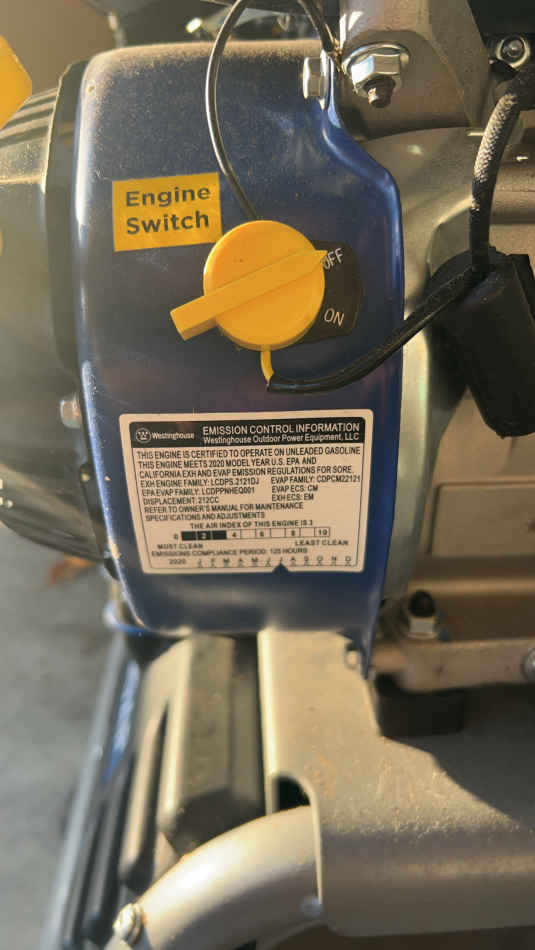 Engine
Switch
OFF
ON
Westinghouse
EMISSION CONTROL INFORMATION
Westinghouse Outdoor Power Equipment, LLC
THIS ENGINE IS CERTIFIED TO OPERATE ON UNLEADED GASOLINE
THIS ENGINE MEETS 2020 MODEL YEAR U.S. EPA AND
CALIFORNIA EXH AND EVAP EMISSION REGULATIONS FOR SORE.
EXH ENGINE FAMILY: LCDPS.2121DJ EVAP FAMILY: CDPCM22121
EPA EVAP FAMILY: LCDPPNHEQ001 EVAP ECS: CM
DISPLACEMENT: 212CC EXH ECS: EM
REFER TO OWNER'S MANUAL FOR MAINTENANCE
SPECIFICATIONS AND ADJUSTMENTS
THE AIR INDEX OF THIS ENGINE IS 3
0 2 4 6 8 10
MOST CLEAN LEAST CLEAN
EMISSIONS COMPLIANCE PERIOD: 125 HOURS
2020 J F M A M J J A S O N D